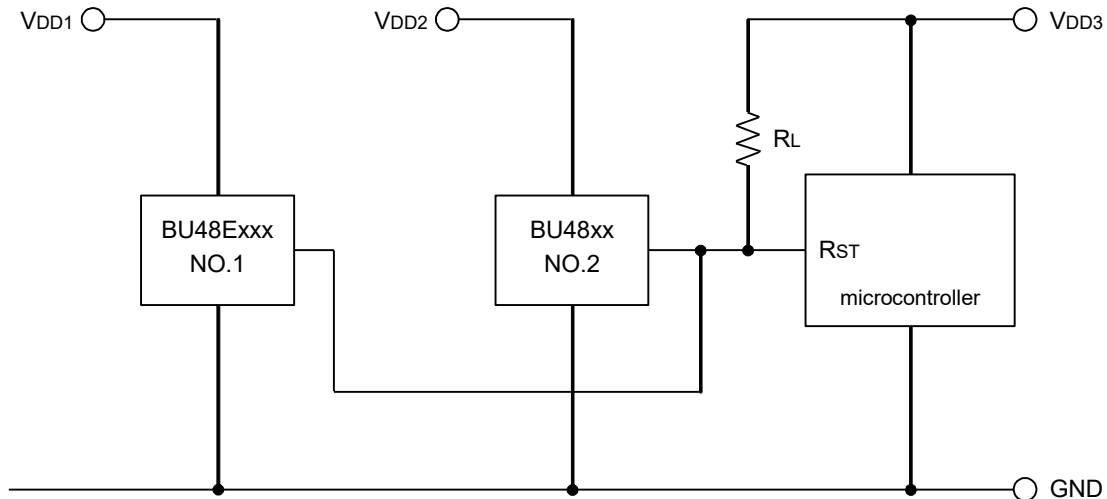 VDD1
VDD2
VDD3
RL
BU48Exxx
NO.1
BU48xx
NO.2
RST
microcontroller
GND